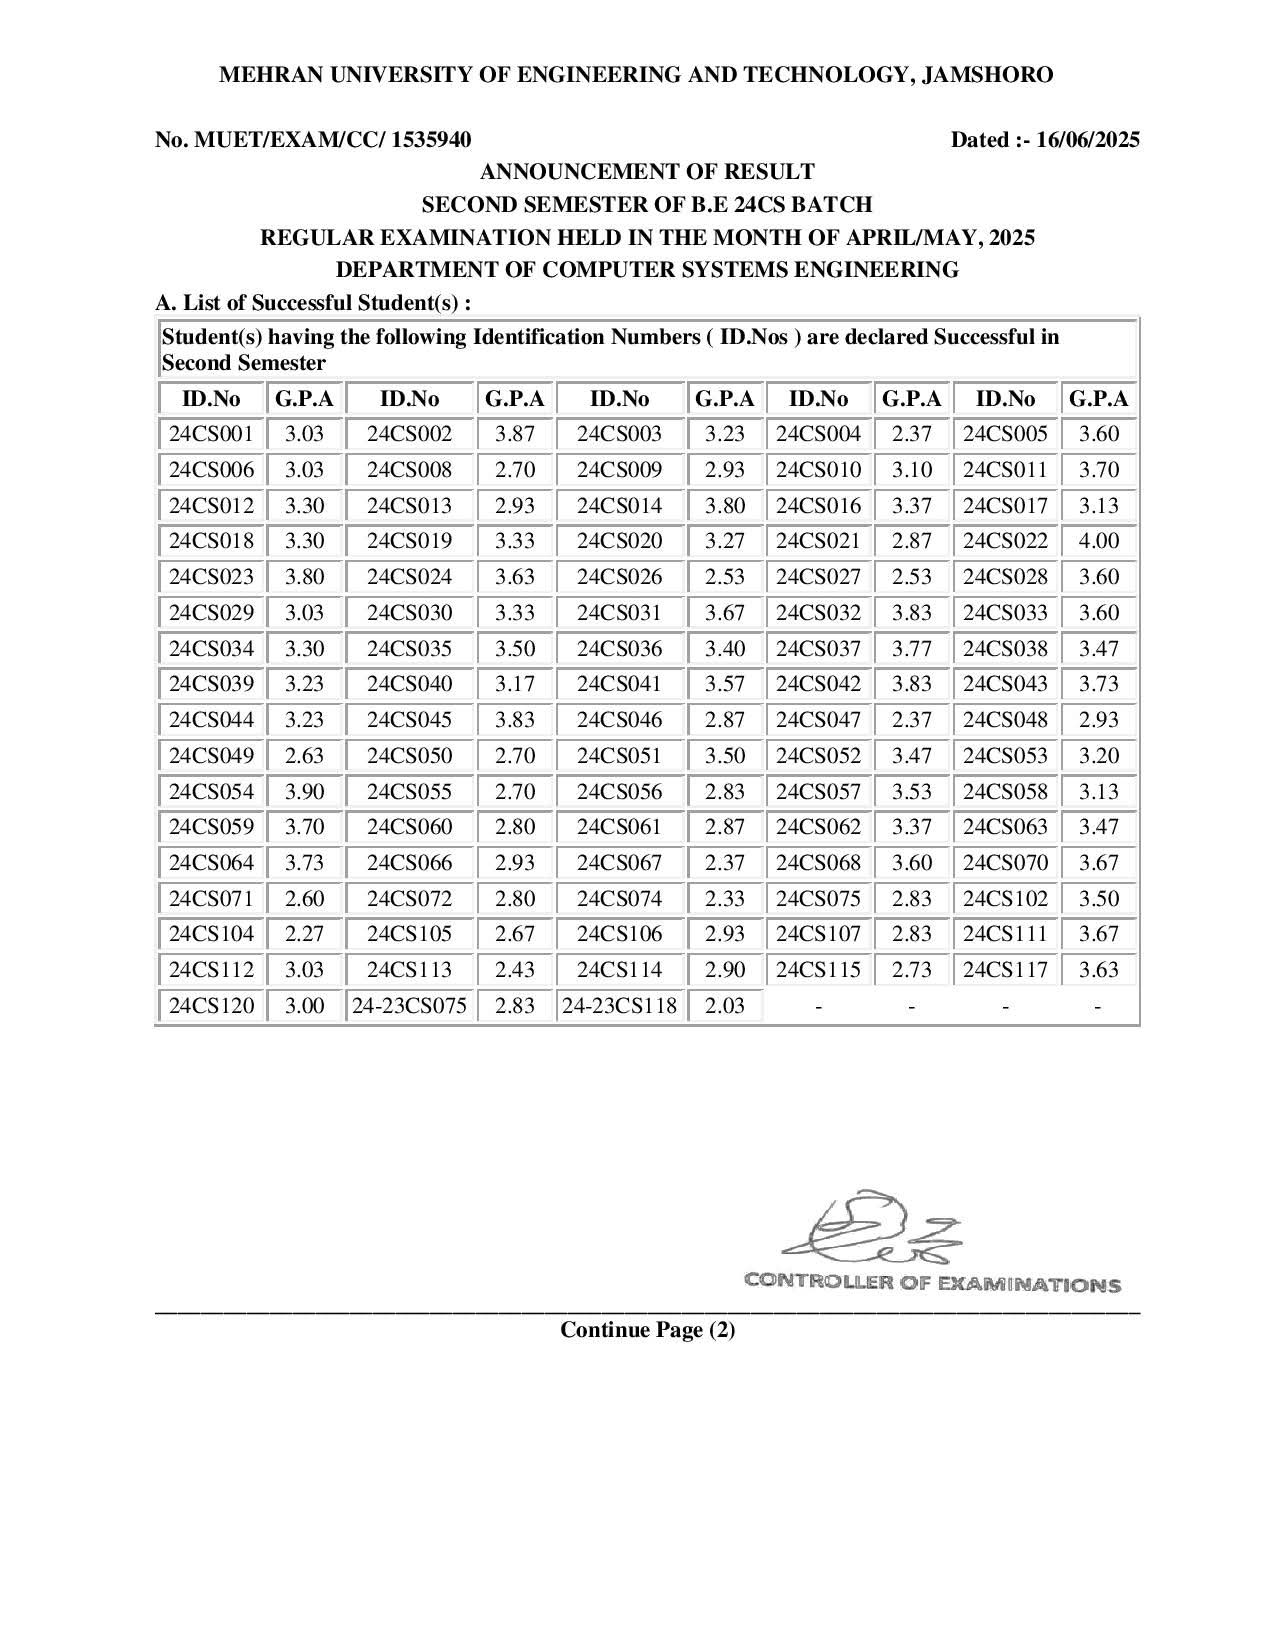 MEHRAN UNIVERSITY OF ENGINEERING AND TECHNOLOGY, JAMSHORO
No. MUET/EXAM/CC/ 1535940 Dated :- 16/06/2025
ANNOUNCEMENT OF RESULT
SECOND SEMESTER OF B.E 24CS BATCH
REGULAR EXAMINATION HELD IN THE MONTH OF APRIL/MAY, 2025
DEPARTMENT OF COMPUTER SYSTEMS ENGINEERING
A. List of Successful Student(s) :
Student(s) having the following Identification Numbers ( ID.Nos ) are declared Successful in
Second Semester
ID.No G.P.A ID.No G.P.A ID.No G.P.A ID.No G.P.A ID.No G.P.A
24CS001 3.03 24CS002 3.87 24CS003 3.23 24CS004 2.37 24CS005 3.60
24CS006 3.03 24CS008 2.70 24CS009 2.93 24CS010 3.10 24CS011 3.70
24CS012 3.30 24CS013 2.93 24CS014 3.80 24CS016 3.37 24CS017 3.13
24CS018 3.30 24CS019 3.33 24CS020 3.27 24CS021 2.87 24CS022 4.00
24CS023 3.80 24CS024 3.63 24CS026 2.53 24CS027 2.53 24CS028 3.60
24CS029 3.03 24CS030 3.33 24CS031 3.67 24CS032 3.83 24CS033 3.60
24CS034 3.30 24CS035 3.50 24CS036 3.40 24CS037 3.77 24CS038 3.47
24CS039 3.23 24CS040 3.17 24CS041 3.57 24CS042 3.83 24CS043 3.73
24CS044 3.23 24CS045 3.83 24CS046 2.87 24CS047 2.37 24CS048 2.93
24CS049 2.63 24CS050 2.70 24CS051 3.50 24CS052 3.47 24CS053 3.20
24CS054 3.90 24CS055 2.70 24CS056 2.83 24CS057 3.53 24CS058 3.13
24CS059 3.70 24CS060 2.80 24CS061 2.87 24CS062 3.37 24CS063 3.47
24CS064 3.73 24CS066 2.93 24CS067 2.37 24CS068 3.60 24CS070 3.67
24CS071 2.60 24CS072 2.80 24CS074 2.33 24CS075 2.83 24CS102 3.50
24CS104 2.27 24CS105 2.67 24CS106 2.93 24CS107 2.83 24CS111 3.67
24CS112 3.03 24CS113 2.43 24CS114 2.90 24CS115 2.73 24CS117 3.63
24CS120 3.00 24-23CS075 2.83 24-23CS118 2.03 - - - -
CONTROLLER OF EXAMINATIONS
Continue Page (2)